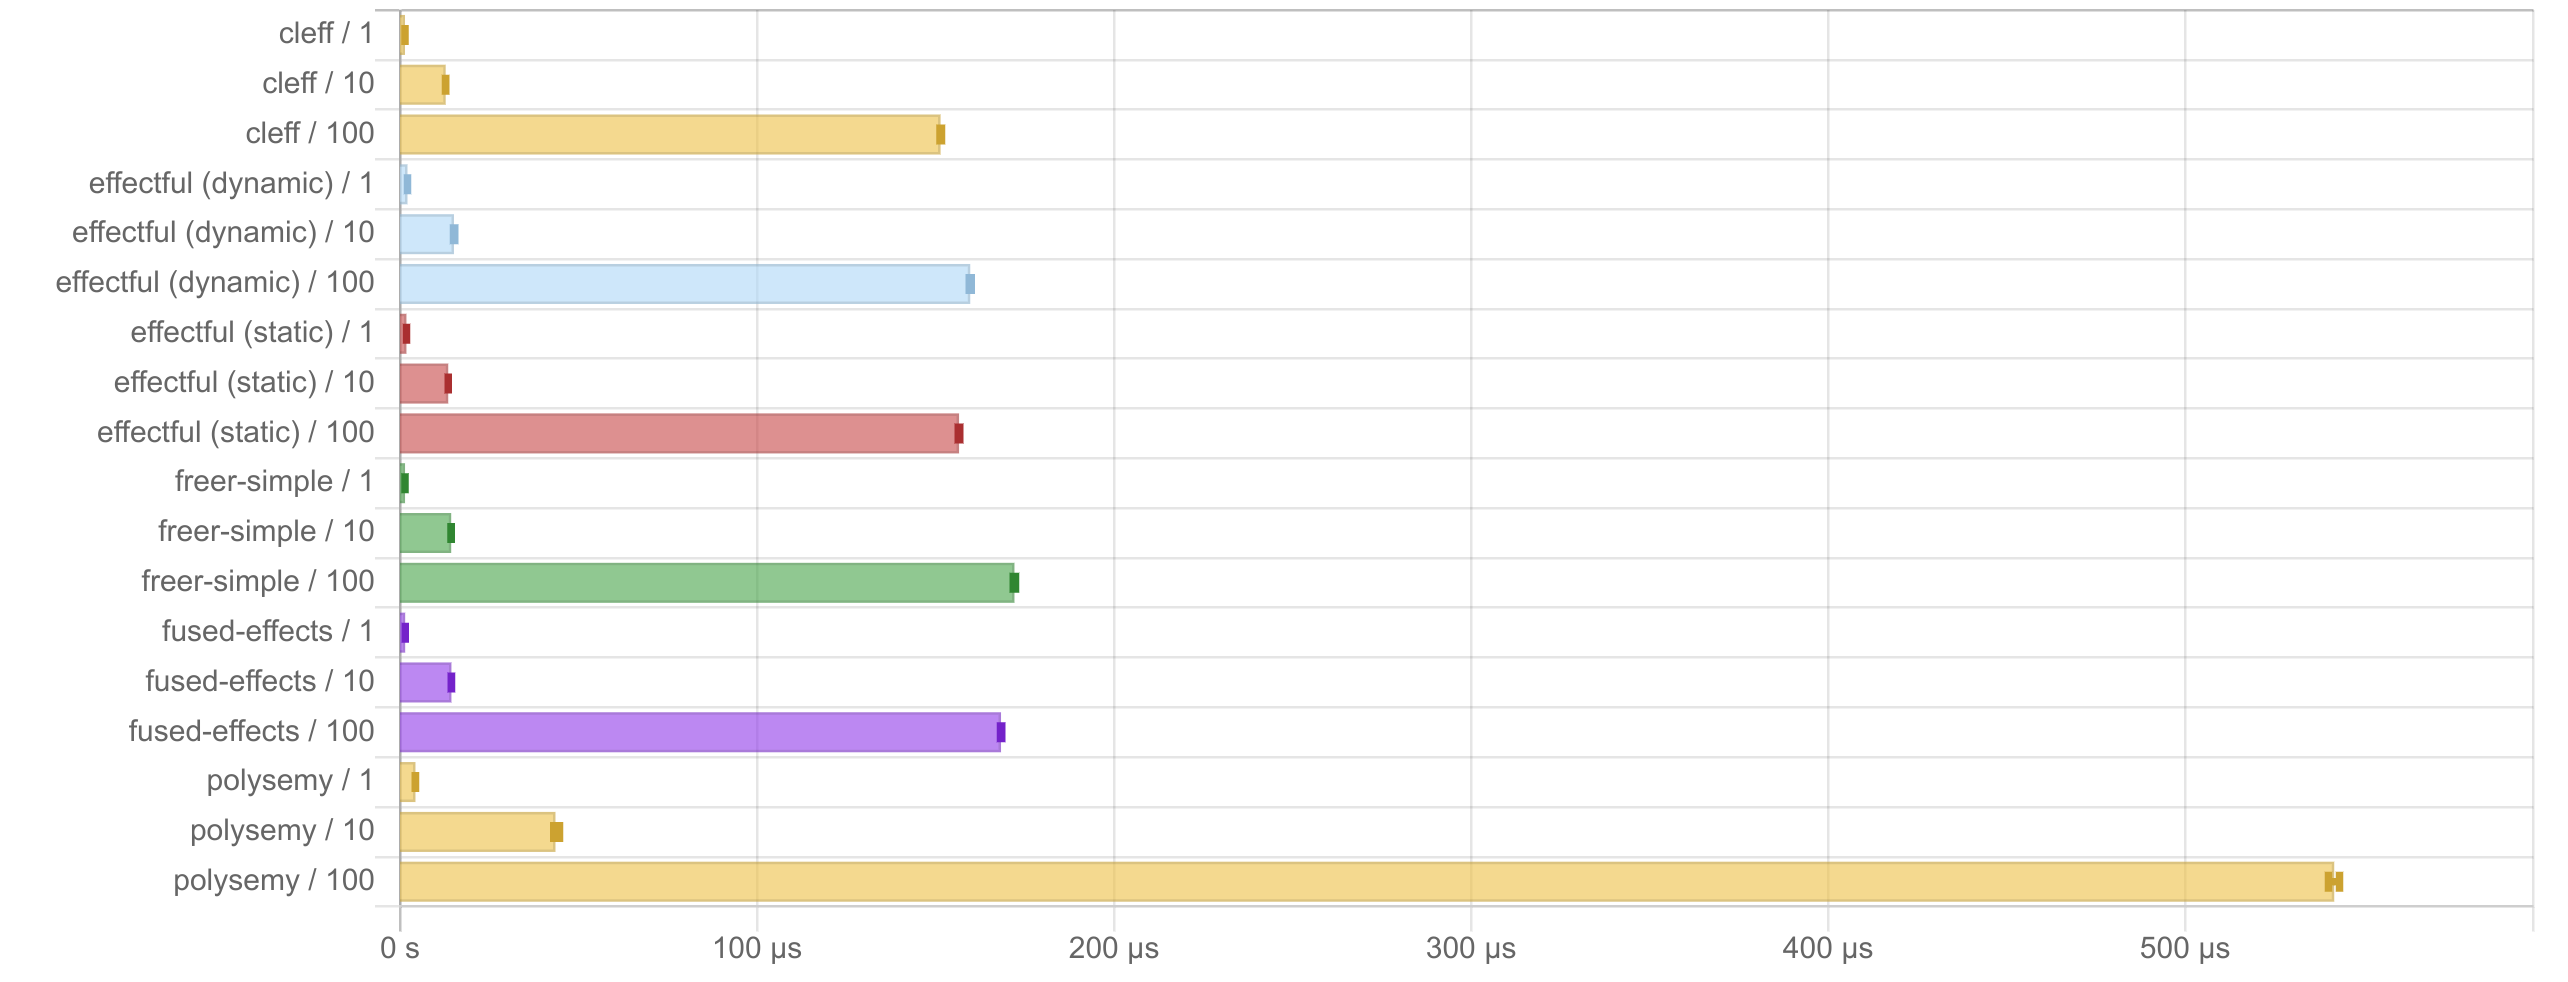 cleff / 1
cleff / 10
cleff / 100
effectful (dynamic) / 1
effectful (dynamic) / 10
effectful (dynamic) / 100
effectful (static) / 1
effectful (static) / 10
effectful (static) / 100
freer-simple / 1
freer-simple / 10
freer-simple / 100
fused-effects / 1
fused-effects / 10
fused-effects / 100
polysemy / 1
polysemy / 10
polysemy / 100
0 s 100 μs 200 μs 300 μs 400 μs 500 μs